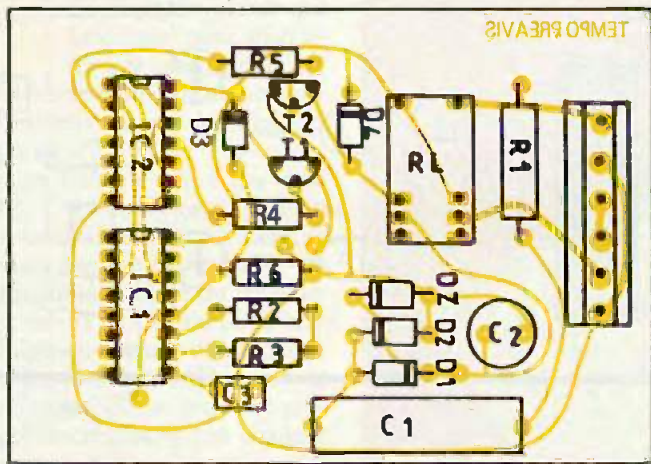 TEMPO PREAVIS
R5
IC2
D3
T2
T1
D4
RL
R1
R4
IC1
R6
R2
R3
C3
DZ
D2
D1
C2
C1